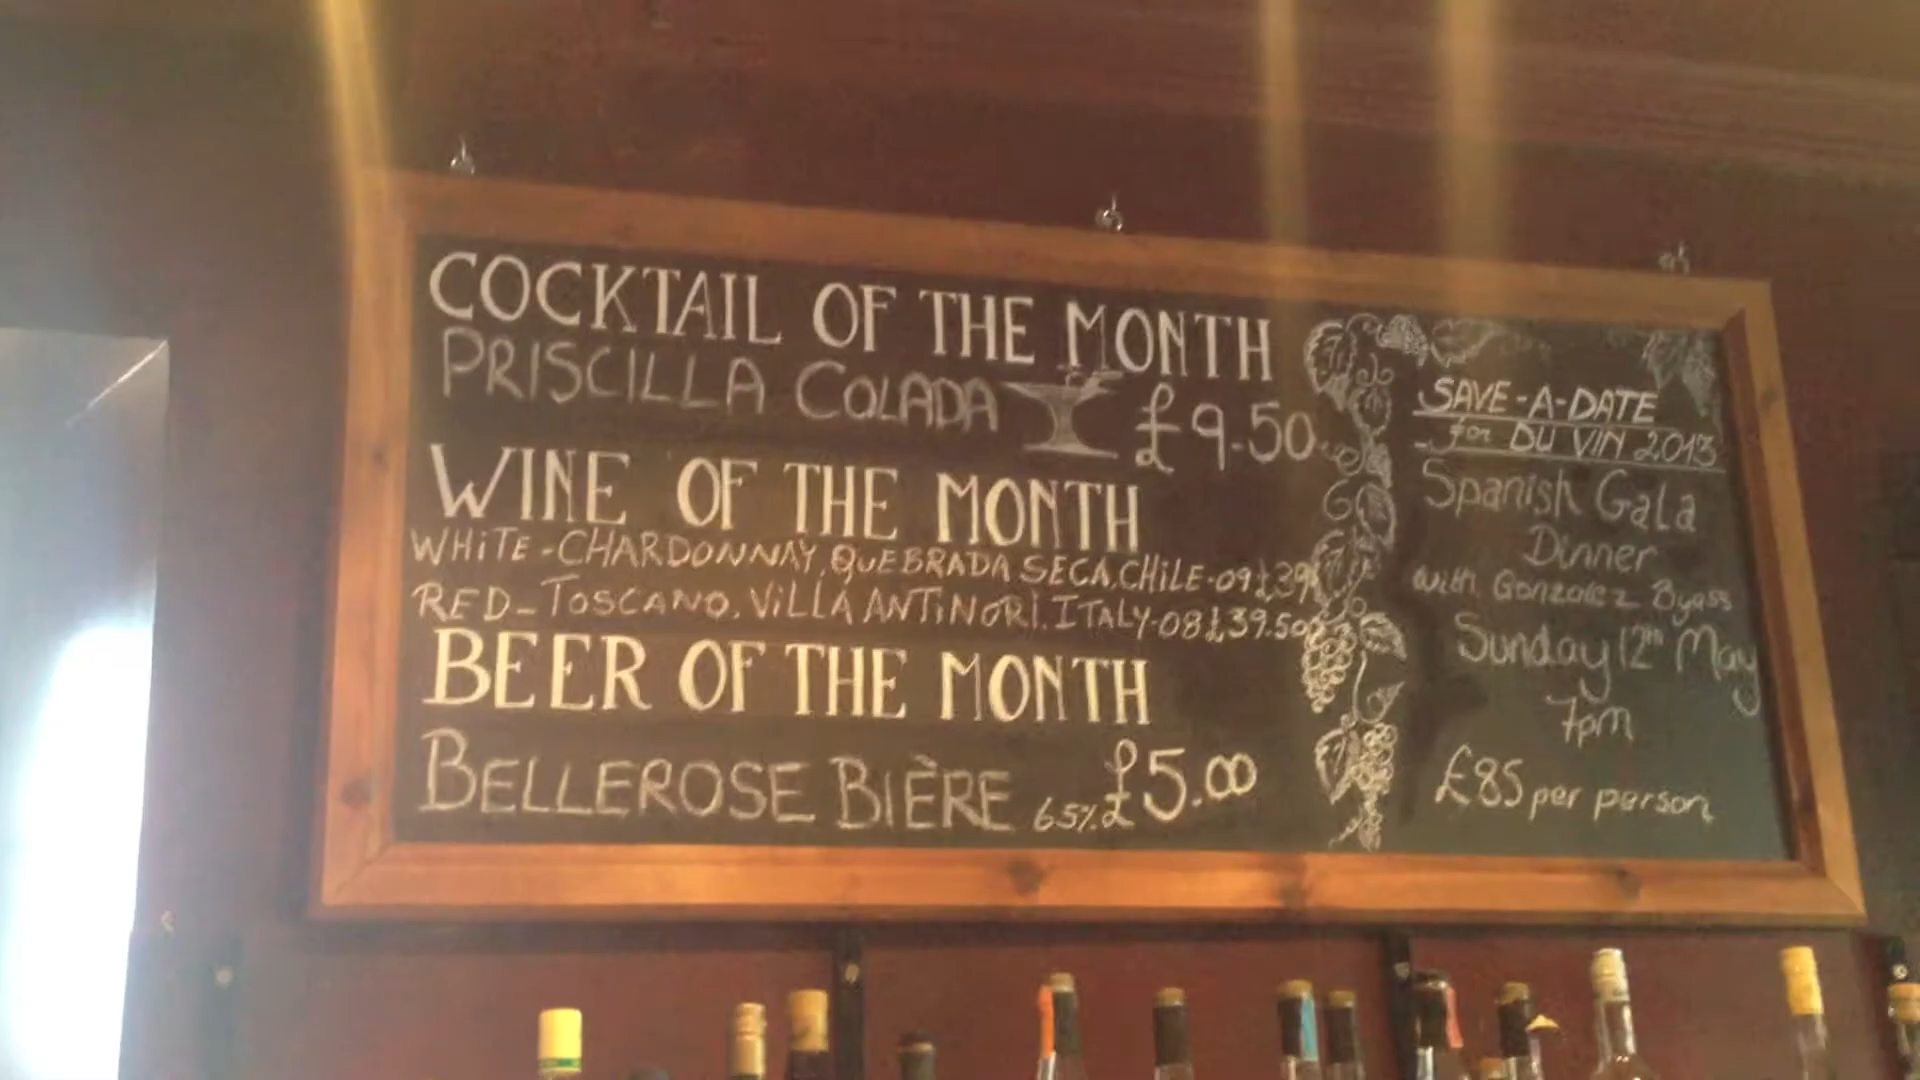 COCKTAIL OF THE MONTH
PRISCILLA COLADA £9.50
WINE OF THE MONTH
WHITE - CHARDONNAY, QUEBRADA SECA, CHILE - 09 £39
RED - TOSCANO, VILLA ANTINORI, ITALY - 08 £39.50
BEER OF THE MONTH
BELLEROSE BIÈRE 6.5% £5.00
SAVE-A-DATE
- for DU VIN 2013
Spanish Gala
Dinner
with Gonzalez Byass
Sunday 12th May
7pm
£85 per person